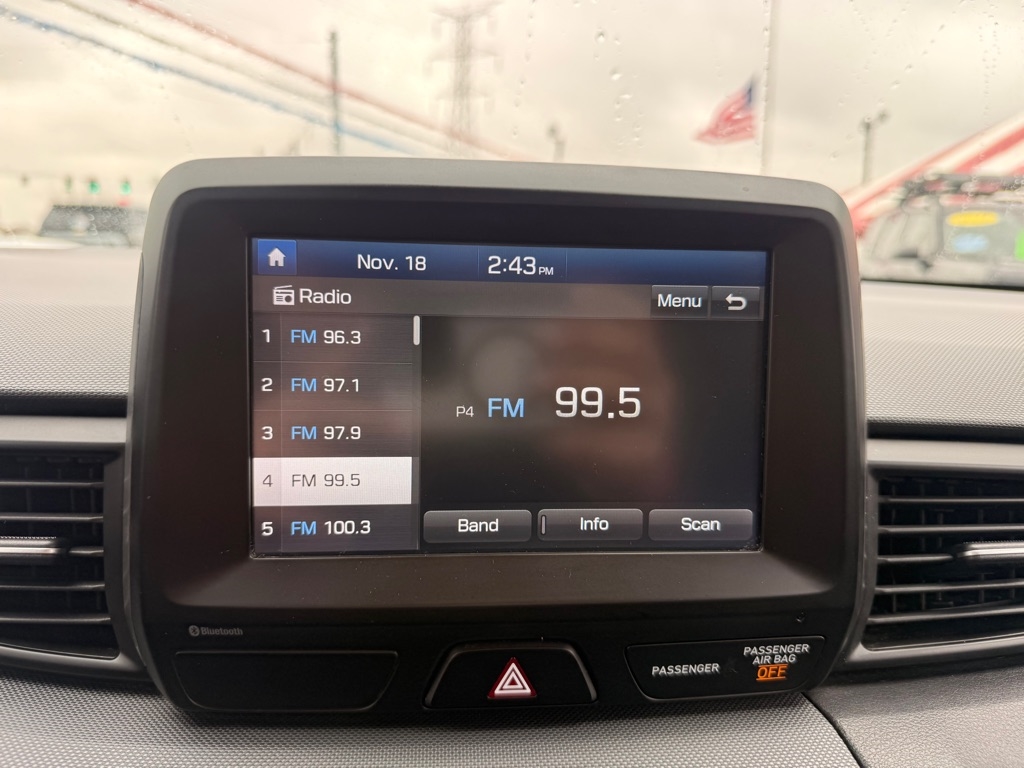 Nov. 18 2:43 PM
Radio Menu
1 FM 96.3
2 FM 97.1
3 FM 97.9
4 FM 99.5
5 FM 100.3
P4 FM 99.5
Band Info Scan
Bluetooth
PASSENGER
PASSENGER
AIR BAG
OFF